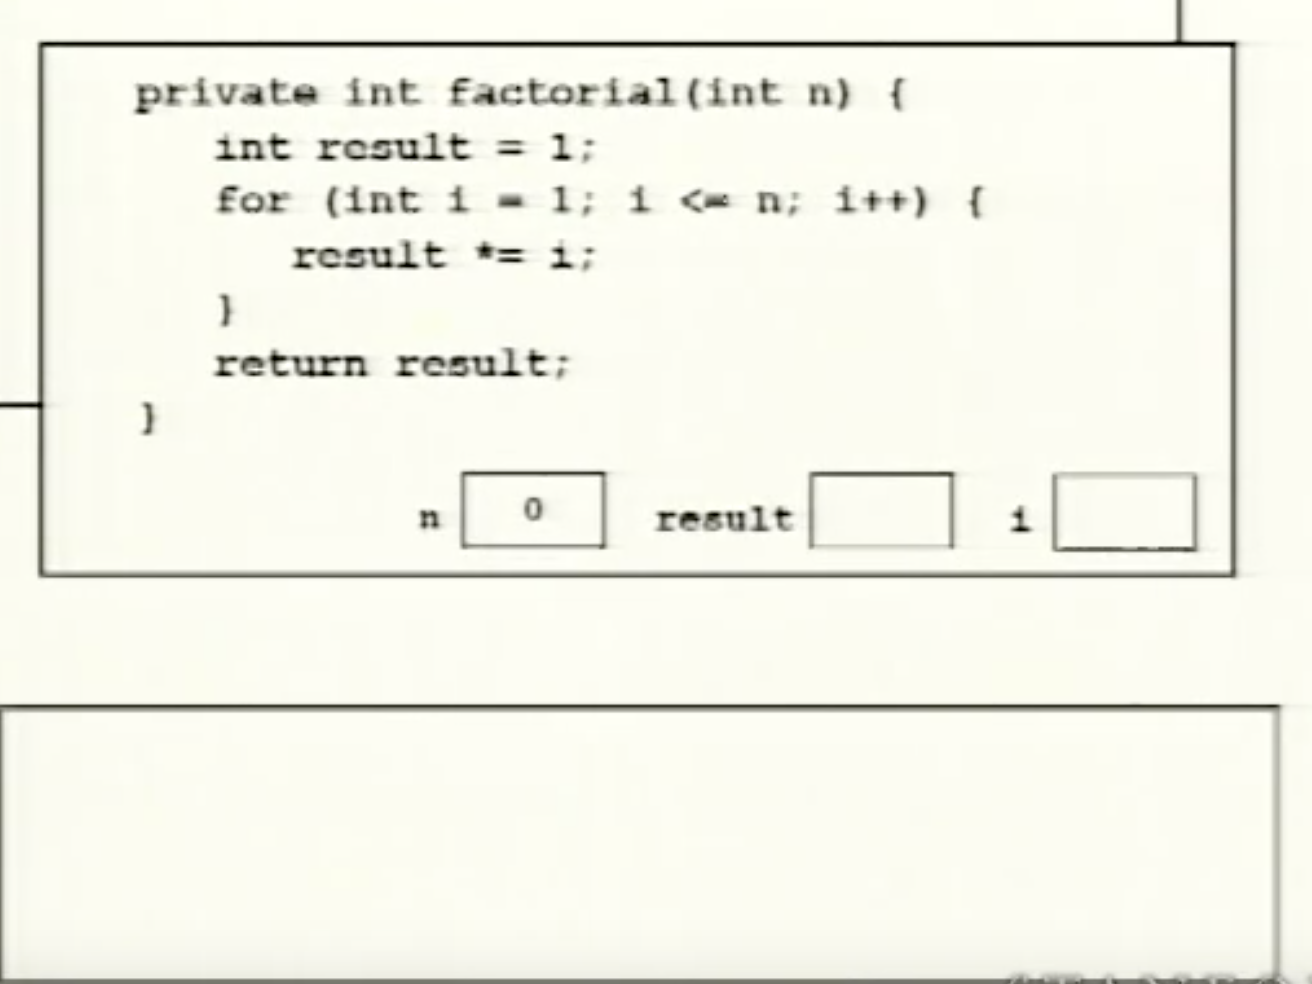 private int factorial(int n) {
int result = 1;
for (int i = 1; i <= n; i++) {
result *= i;
}
return result;
}
n 0 result i